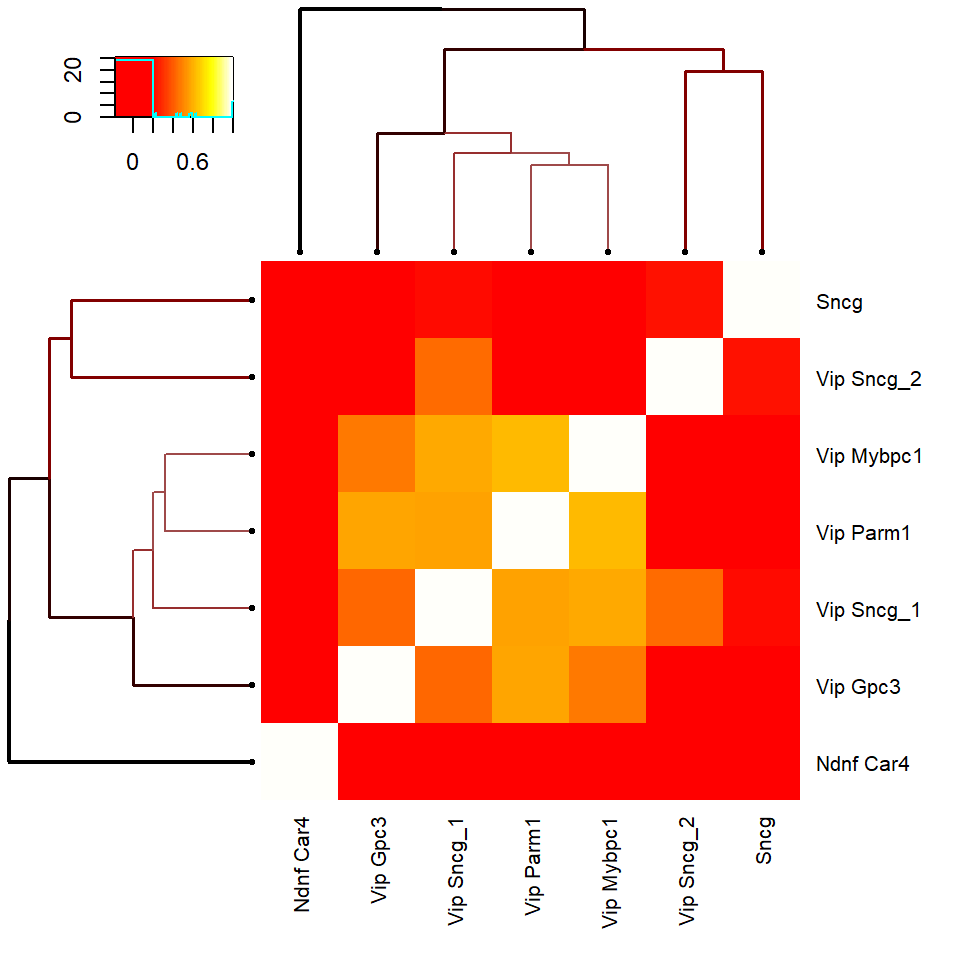 20
0
0 0.6
Sncg
Vip Sncg_2
Vip Mybpc1
Vip Parm1
Vip Sncg_1
Vip Gpc3
Ndnf Car4
Ndnf Car4
Vip Gpc3
Vip Sncg_1
Vip Parm1
Vip Mybpc1
Vip Sncg_2
Sncg